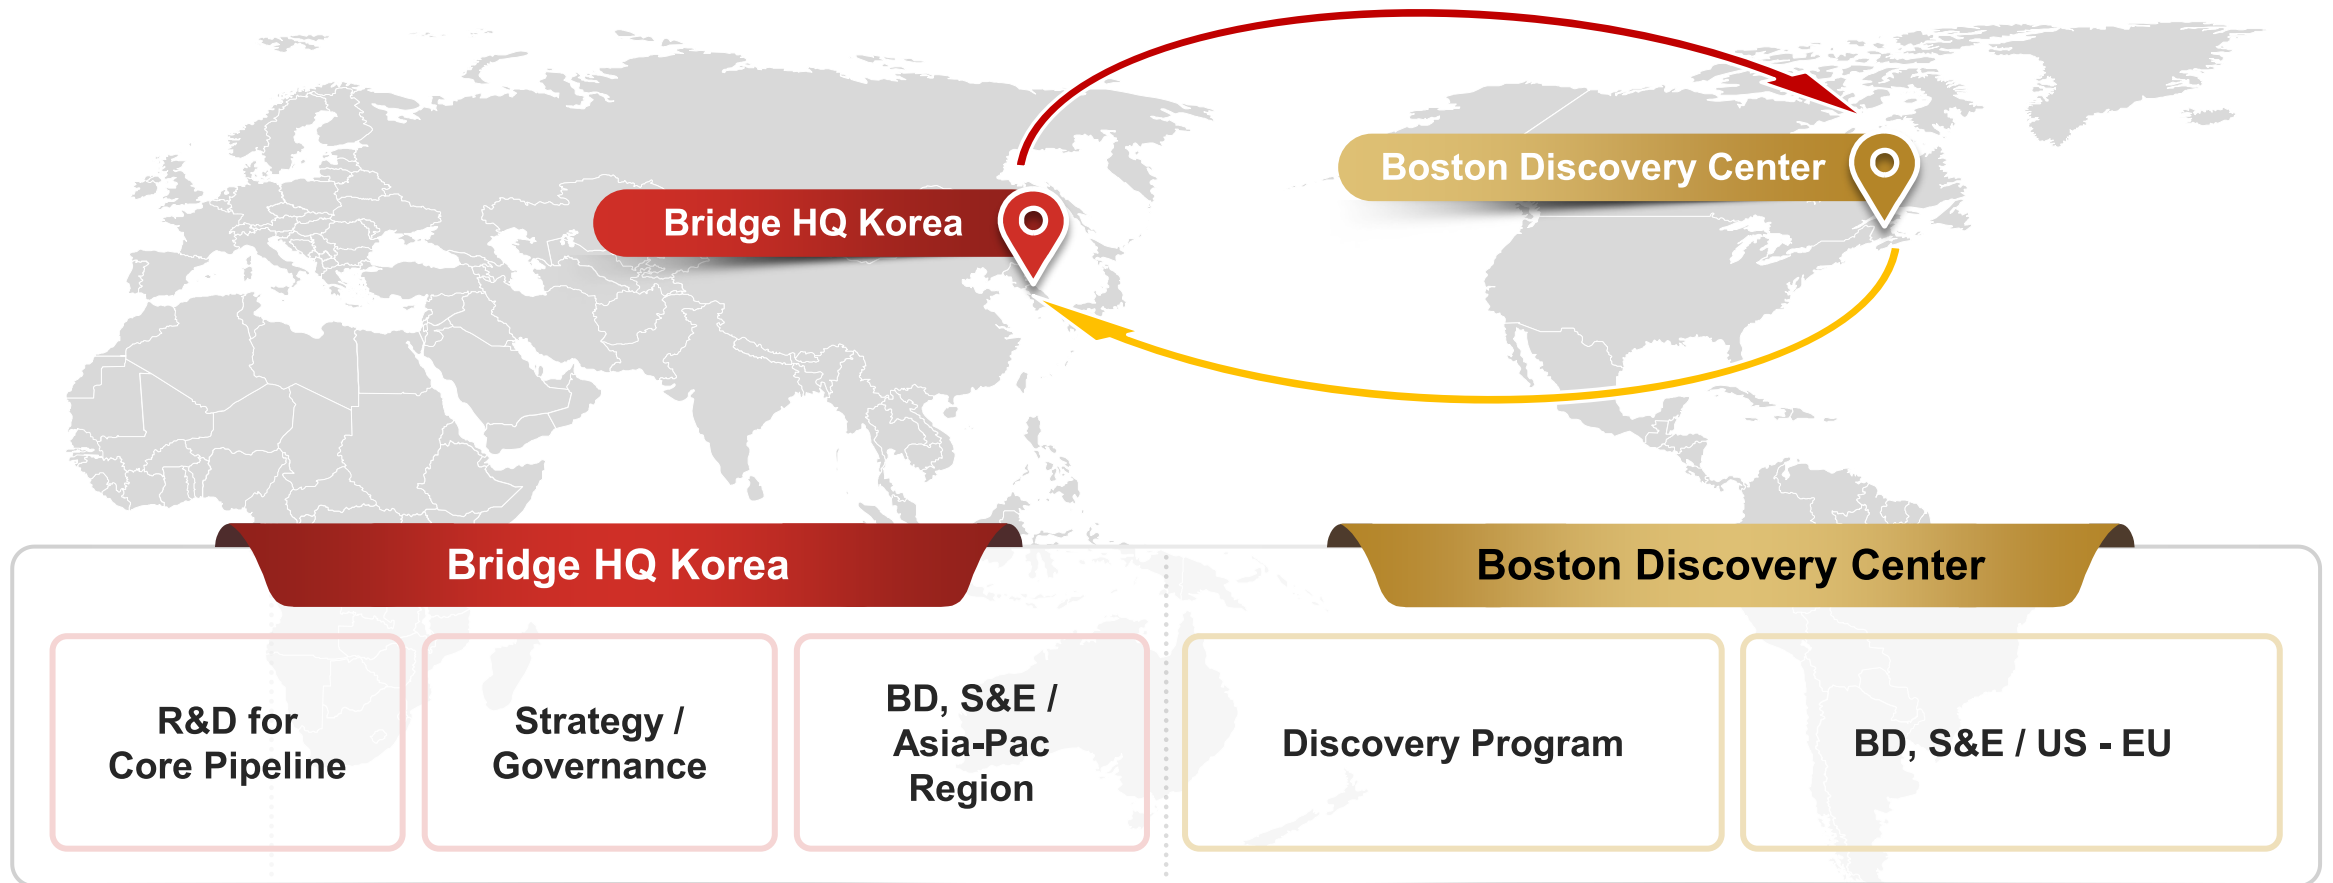 Boston Discovery Center
Bridge HQ Korea
Bridge HQ Korea
Boston Discovery Center
R&D for
Core Pipeline
Strategy /
Governance
BD, S&E /
Asia-Pac
Region
Discovery Program
BD, S&E / US - EU